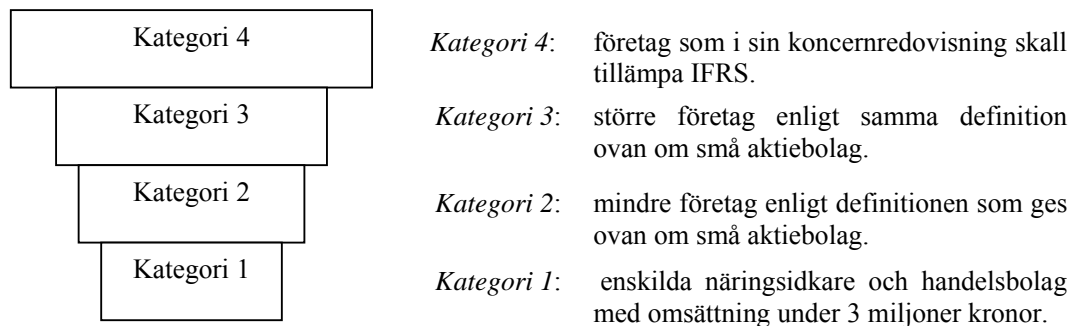 Kategori 4
Kategori 4: företag som i sin koncernredovisning skall
tillämpa IFRS.
Kategori 3
Kategori 3: större företag enligt samma definition
ovan om små aktiebolag.
Kategori 2
Kategori 2: mindre företag enligt definitionen som ges
ovan om små aktiebolag.
Kategori 1
Kategori 1: enskilda näringsidkare och handelsbolag
med omsättning under 3 miljoner kronor.